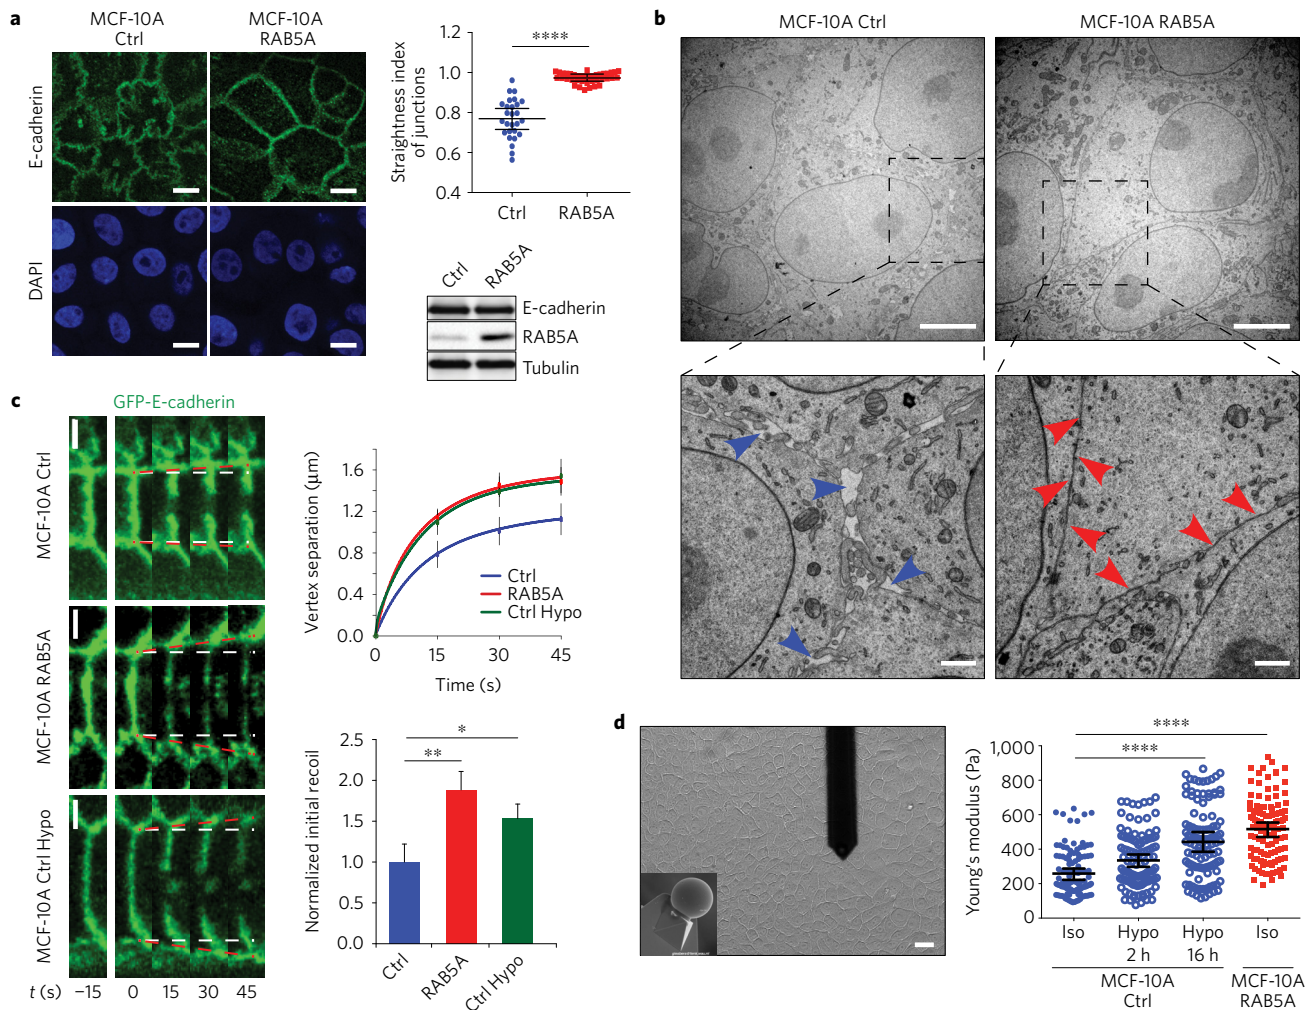 a
MCF-10A
Ctrl
MCF-10A
RAB5A
E-cadherin
DAPI
Straightness index
of junctions
1.2
1.0
0.8
0.6
0.4
****
Ctrl
RAB5A
Ctrl
RAB5A
E-cadherin
RAB5A
Tubulin
b
MCF-10A Ctrl
MCF-10A RAB5A
c
GFP-E-cadherin
MCF-10A Ctrl
MCF-10A RAB5A
MCF-10A Ctrl Hypo
t (s)
−15
0
15
30
45
Vertex separation (μm)
1.6
1.2
0.8
0.4
0.0
Ctrl
RAB5A
Ctrl Hypo
0
15
30
45
Time (s)
Normalized initial recoil
2.5
2.0
1.5
1.0
0.5
0.0
*
**
Ctrl
RAB5A
Ctrl Hypo
d
Young's modulus (Pa)
1,000
800
600
400
200
0
****
****
Iso
Hypo
2 h
Hypo
16 h
Iso
MCF-10A
Ctrl
MCF-10A
RAB5A